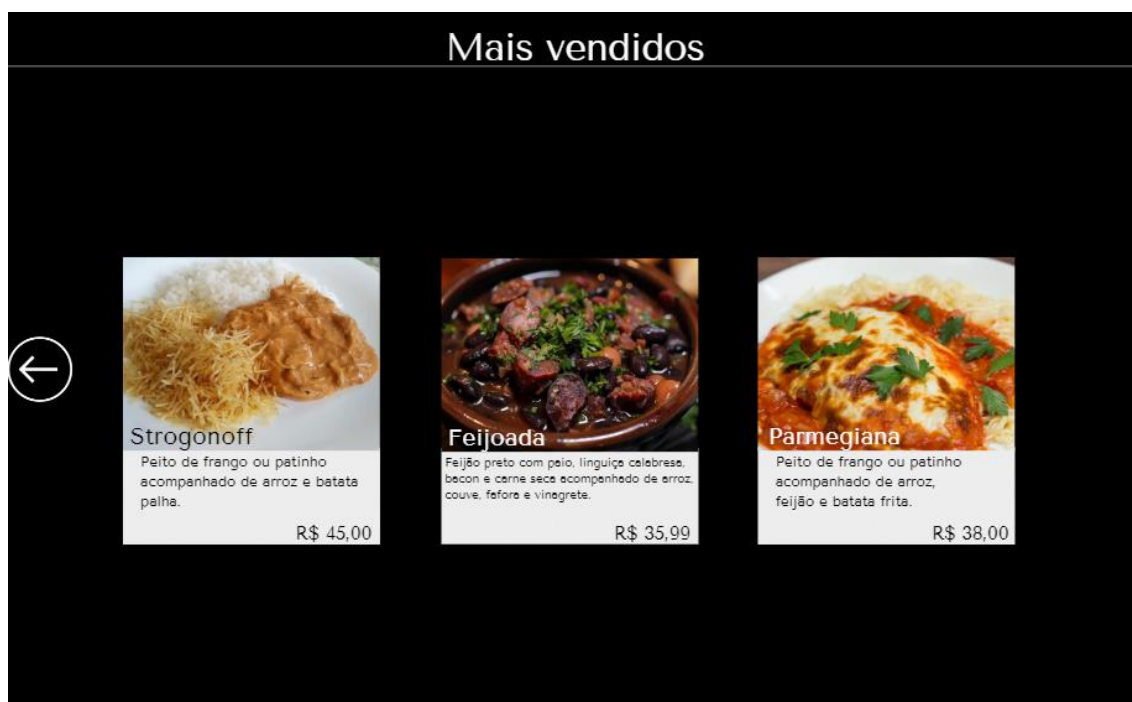 Mais vendidos
Strogonoff
Peito de frango ou patinho
acompanhado de arroz e batata
palha.
R$ 45,00
Feijoada
Feijão preto com paio, linguiça calabresa,
bacon e carne seca acompanhado de arroz,
couve, fafora e vinagrete.
R$ 35,99
Parmegiana
Peito de frango ou patinho
acompanhado de arroz,
feijão e batata frita.
R$ 38,00